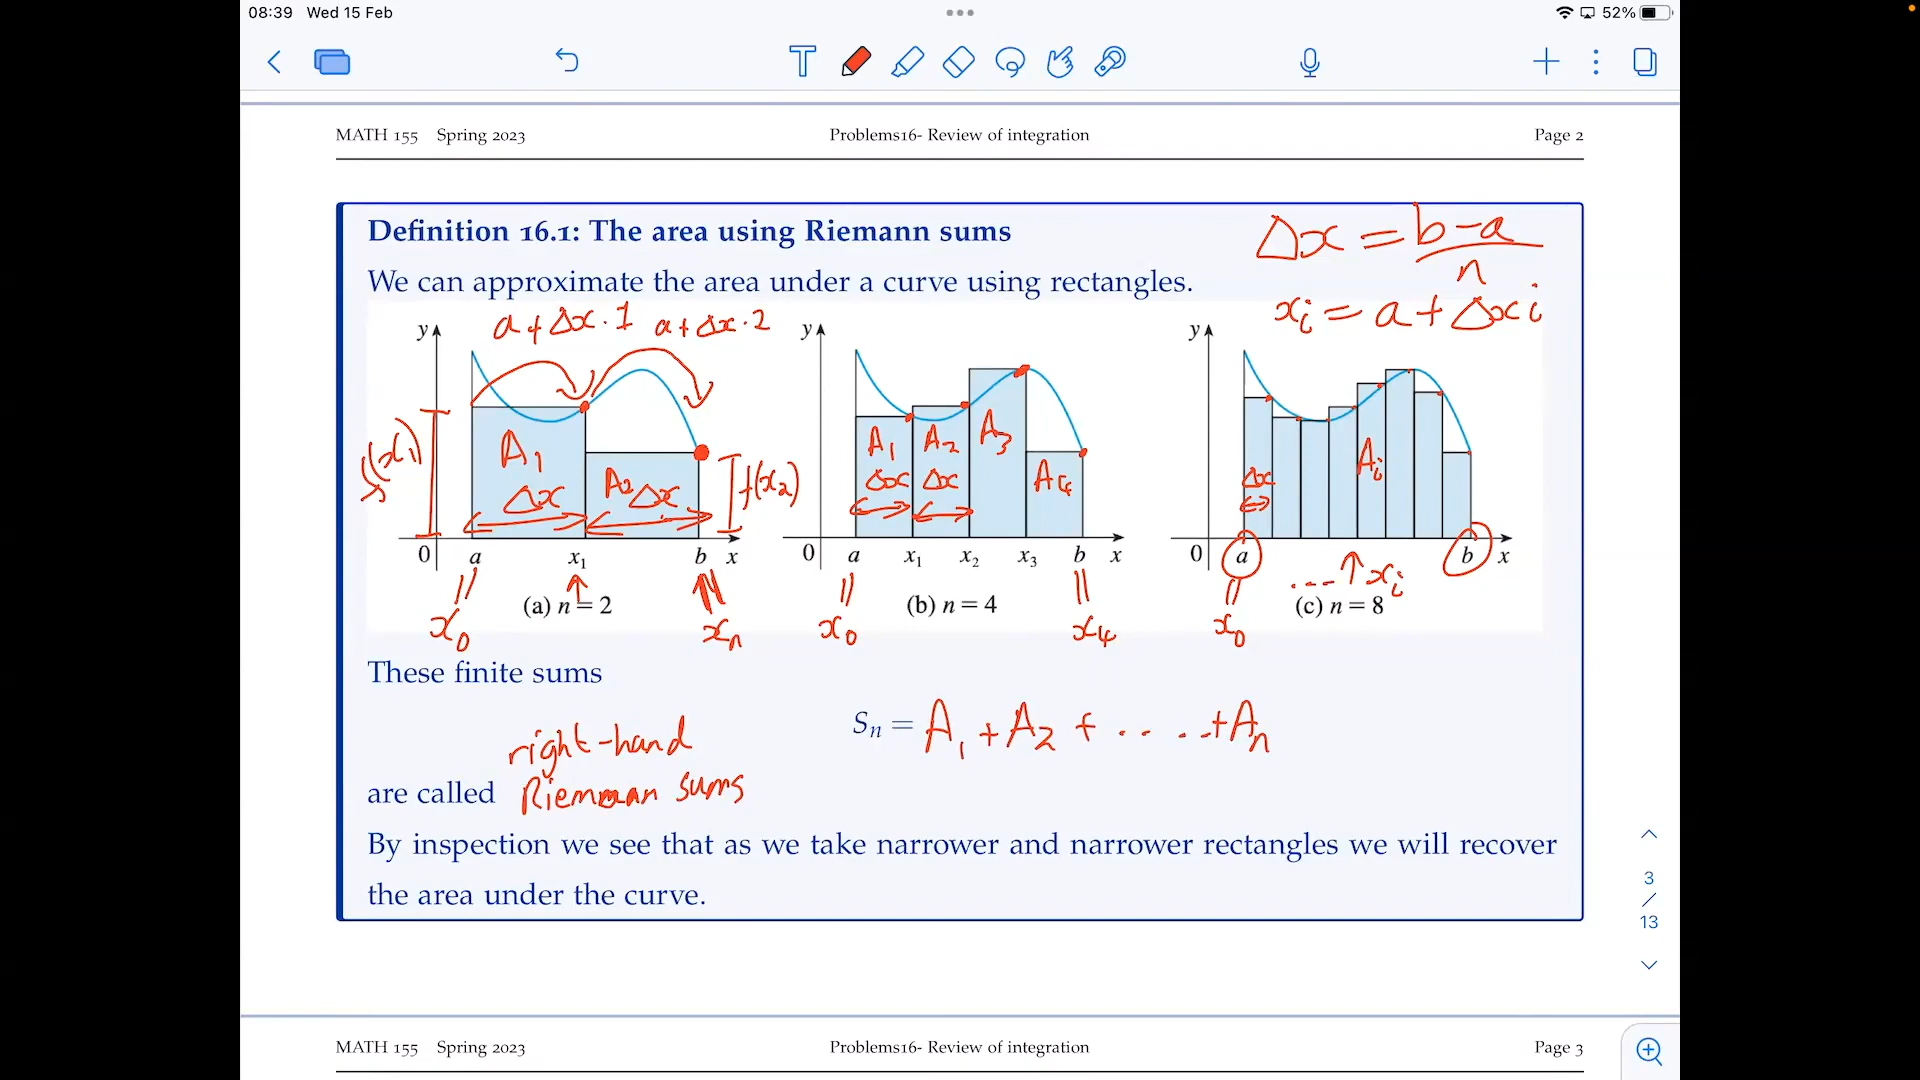 08:39 Wed 15 Feb
52%
MATH 155 Spring 2023 Problems16- Review of integration Page 2
Definition 16.1: The area using Riemann sums
Δx = b-a / n
We can approximate the area under a curve using rectangles.
xᵢ = a + Δx i
a + Δx · 1 a + Δx · 2
y y y
f(x₁) A₁ Δx A₂ Δx f(x₂)
A₁ A₂ A₃ A₄
Δx Δx
Δx Aᵢ
0 a x₁ b x
0 a x₁ x₂ x₃ b x
0 a .... ↑ xᵢ b x
(a) n = 2 (b) n = 4 (c) n = 8
x₀ xₙ x₀ x₄ x₀
These finite sums
Sₙ = A₁ + A₂ + ..... + Aₙ
right-hand
are called Riemman sums
By inspection we see that as we take narrower and narrower rectangles we will recover
the area under the curve.
3
/
13
MATH 155 Spring 2023 Problems16- Review of integration Page 3